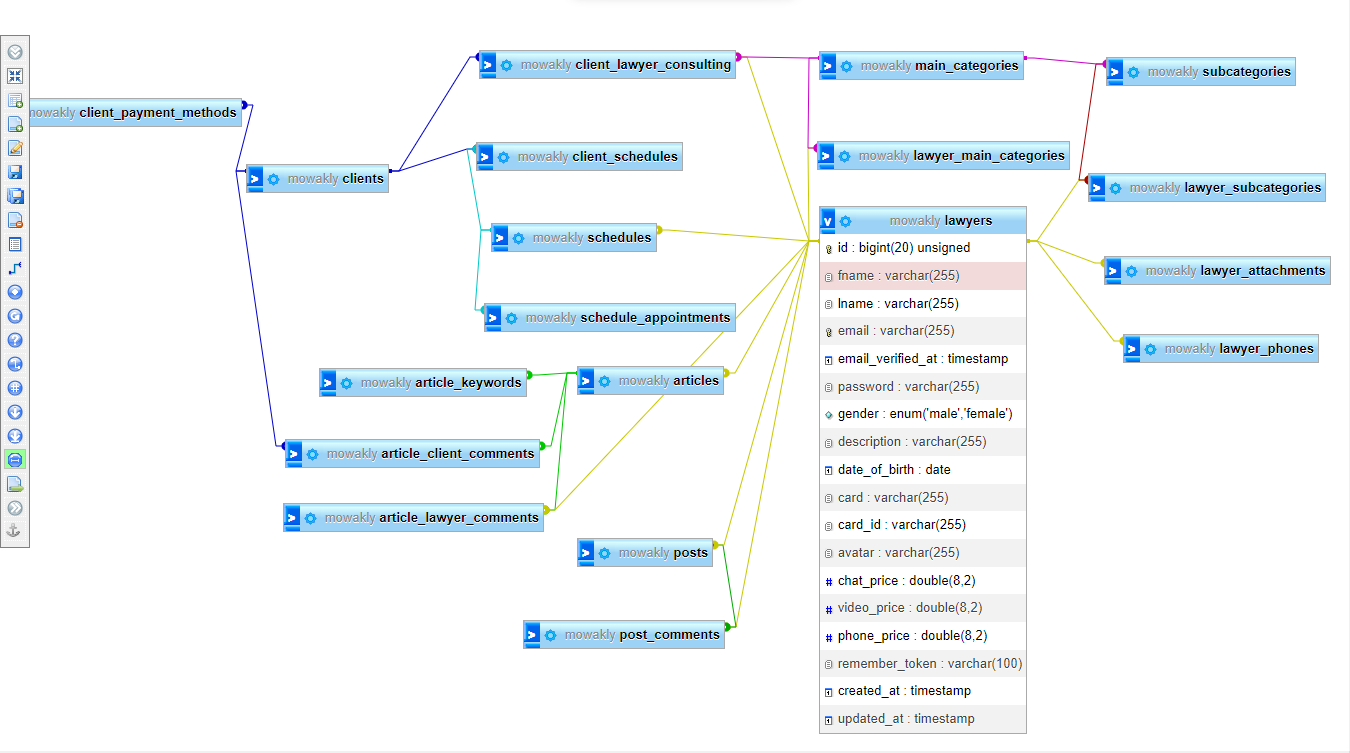 mowakly client_lawyer_consulting
mowakly main_categories
mowakly subcategories
mowakly client_payment_methods
mowakly client_schedules
mowakly lawyer_main_categories
mowakly clients
mowakly lawyer_subcategories
mowakly schedules
mowakly lawyers
id : bigint(20) unsigned
fname : varchar(255)
lname : varchar(255)
email : varchar(255)
email_verified_at : timestamp
password : varchar(255)
gender : enum('male','female')
description : varchar(255)
date_of_birth : date
card : varchar(255)
card_id : varchar(255)
avatar : varchar(255)
chat_price : double(8,2)
video_price : double(8,2)
phone_price : double(8,2)
remember_token : varchar(100)
created_at : timestamp
updated_at : timestamp
mowakly lawyer_attachments
mowakly schedule_appointments
mowakly lawyer_phones
mowakly article_keywords
mowakly articles
mowakly article_client_comments
mowakly article_lawyer_comments
mowakly posts
mowakly post_comments